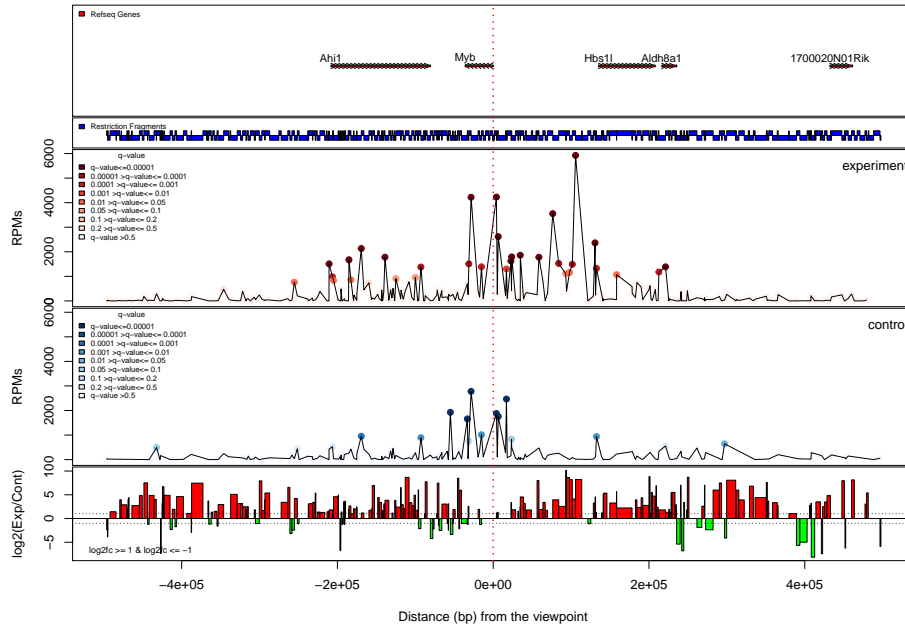 Refseq Genes
Ahi1
Myb
Hbs1l
Aldh8a1
1700020N01Rik
Restriction Fragments
experiment
q−value
q−value<=0.00001
0.00001 >q−value<= 0.0001
0.0001 >q−value<= 0.001
0.001 >q−value<= 0.01
0.01 >q−value<= 0.05
0.05 >q−value<= 0.1
0.1 >q−value<= 0.2
0.2 >q−value<= 0.5
q−value >0.5
RPMs
0 2000 4000 6000
contro
q−value
q−value<=0.00001
0.00001 >q−value<= 0.0001
0.0001 >q−value<= 0.001
0.001 >q−value<= 0.01
0.01 >q−value<= 0.05
0.05 >q−value<= 0.1
0.1 >q−value<= 0.2
0.2 >q−value<= 0.5
q−value >0.5
RPMs
0 2000 4000 6000
log2(Exp/Cont)
−5 0 5 10
log2fc >= 1 & log2fc <= −1
−4e+05 −2e+05 0e+00 2e+05 4e+05
Distance (bp) from the viewpoint